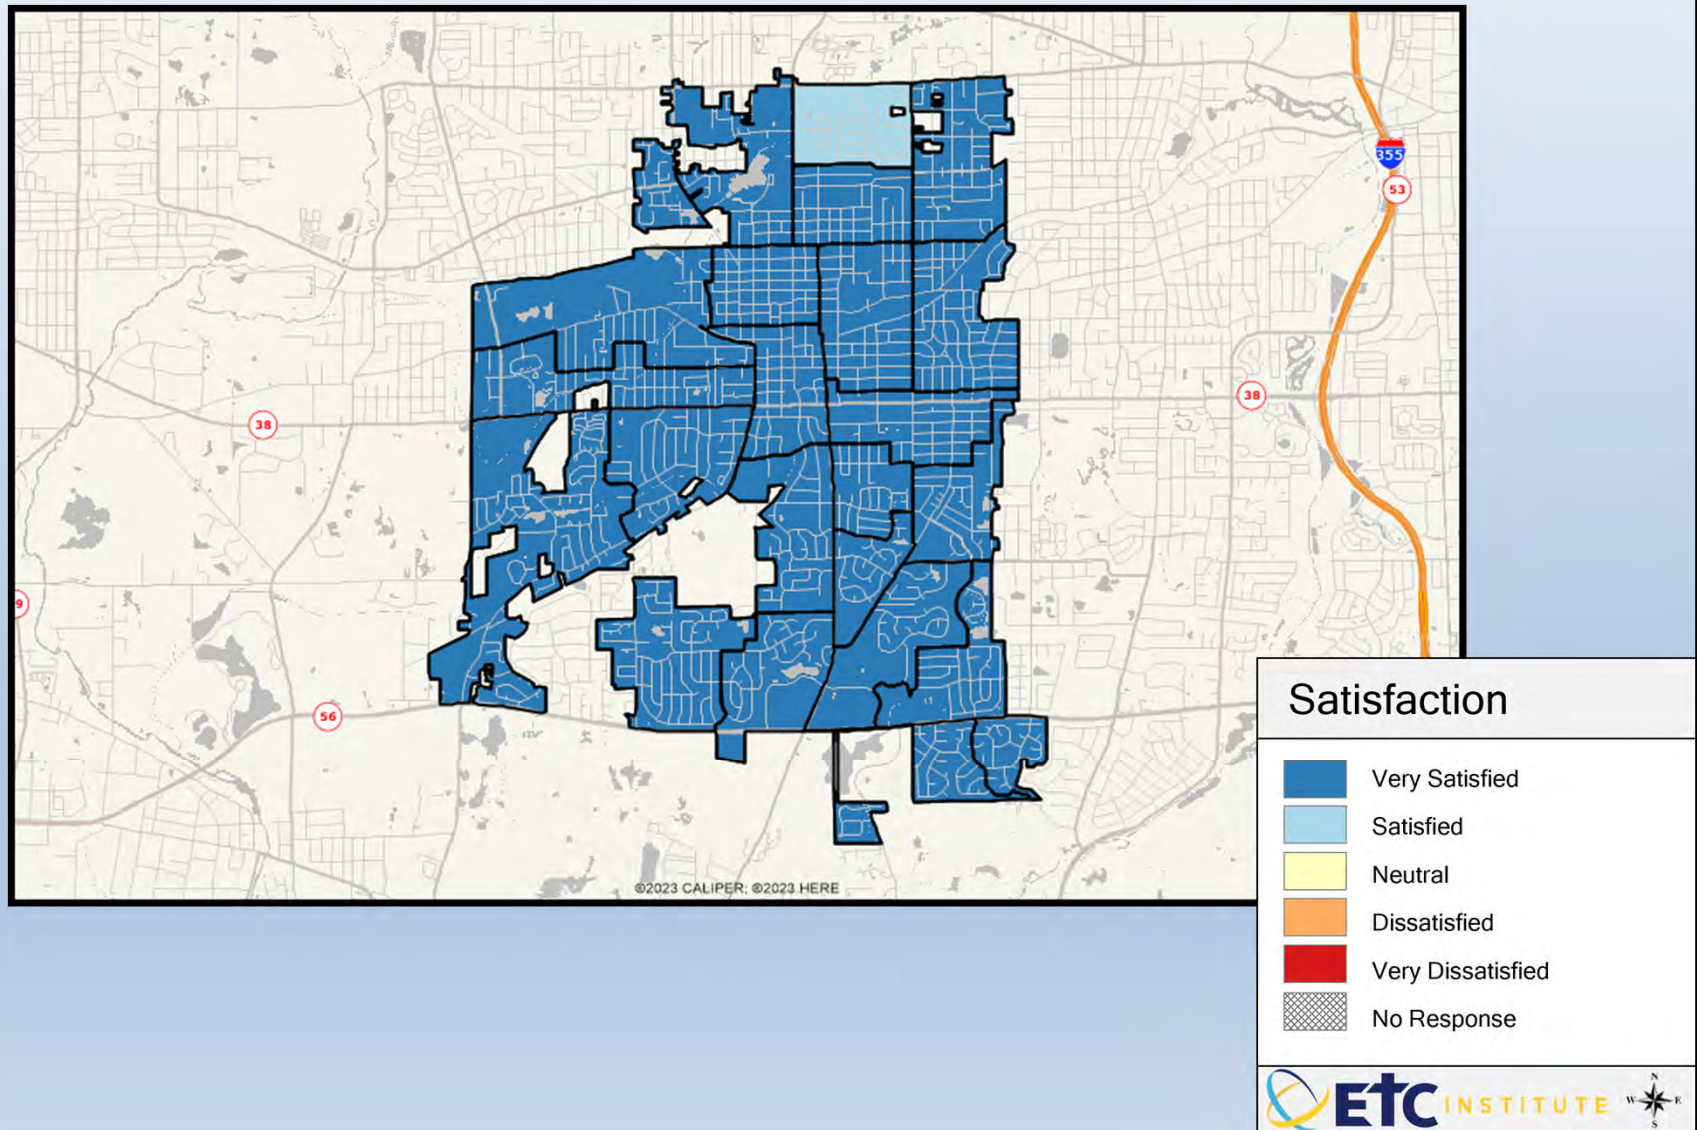 355
53
38
38
9
56
©2023 CALIPER; ©2023 HERE
Satisfaction
Very Satisfied
Satisfied
Neutral
Dissatisfied
Very Dissatisfied
No Response
N
W E
S
ETC INSTITUTE